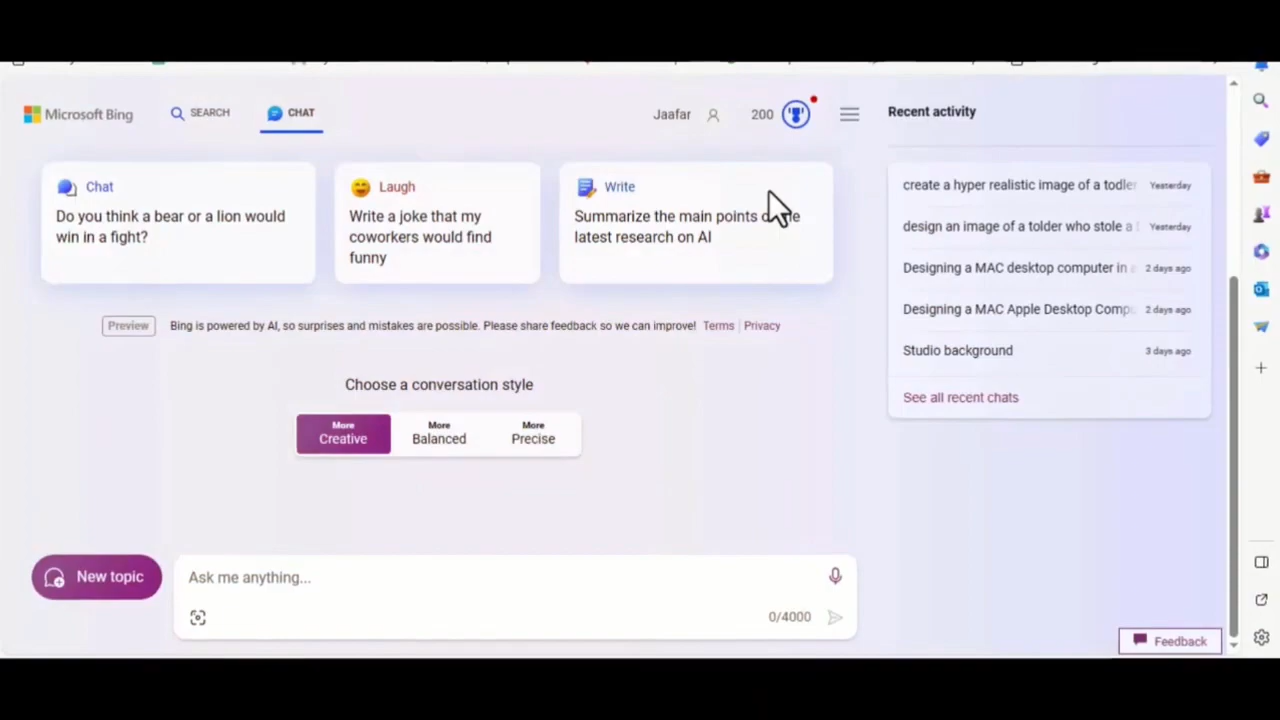 Microsoft Bing
SEARCH
CHAT
Jaafar
200
Recent activity
Chat
Do you think a bear or a lion would
win in a fight?
Laugh
Write a joke that my
coworkers would find
funny
Write
Summarize the main points
latest research on AI
create a hyper realistic image of a todler
Yesterday
design an image of a tolder who stole a
Yesterday
Designing a MAC desktop computer in
2 days ago
Designing a MAC Apple Desktop Comp
2 days ago
Studio background
3 days ago
See all recent chats
Preview
Bing is powered by AI, so surprises and mistakes are possible. Please share feedback so we can improve! Terms | Privacy
Choose a conversation style
More
Creative
More
Balanced
More
Precise
New topic
Ask me anything...
0/4000
Feedback